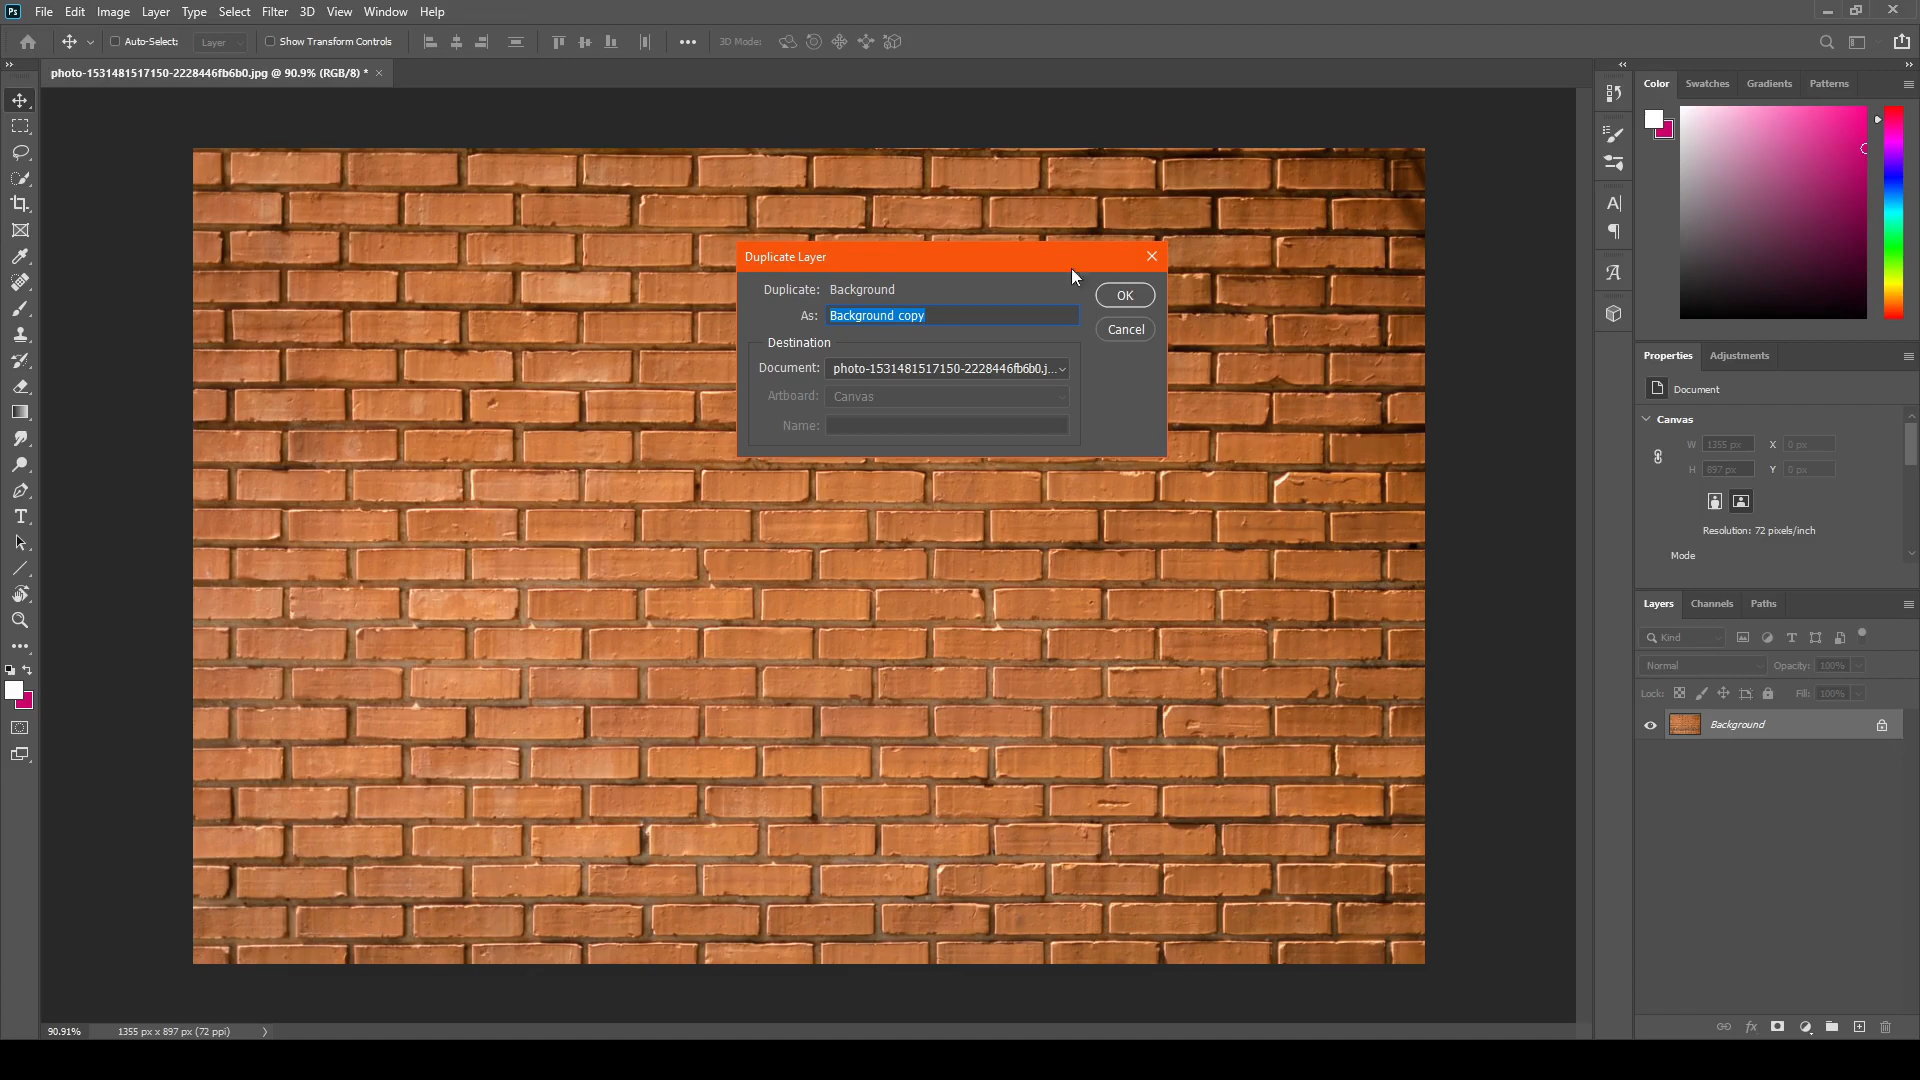 Ps File Edit Image Layer Type Select Filter 3D View Window Help
Auto-Select: Layer Show Transform Controls 3D Mode:
photo-1531481517150-2228446fb6b0.jpg @ 90.9% (RGB/8) *
Color Swatches Gradients Patterns
Duplicate Layer
Duplicate: Background
OK
As: Background copy
Cancel
Destination
Document: photo-1531481517150-2228446fb6b0.j...
Artboard: Canvas
Name:
Properties Adjustments
Document
Canvas
W 1355 px X 0 px
H 897 px Y 0 px
Resolution: 72 pixels/inch
Mode
Layers Channels Paths
Kind
Normal Opacity: 100%
Lock: Fill: 100%
Background
90.91% 1355 px x 897 px (72 ppi)